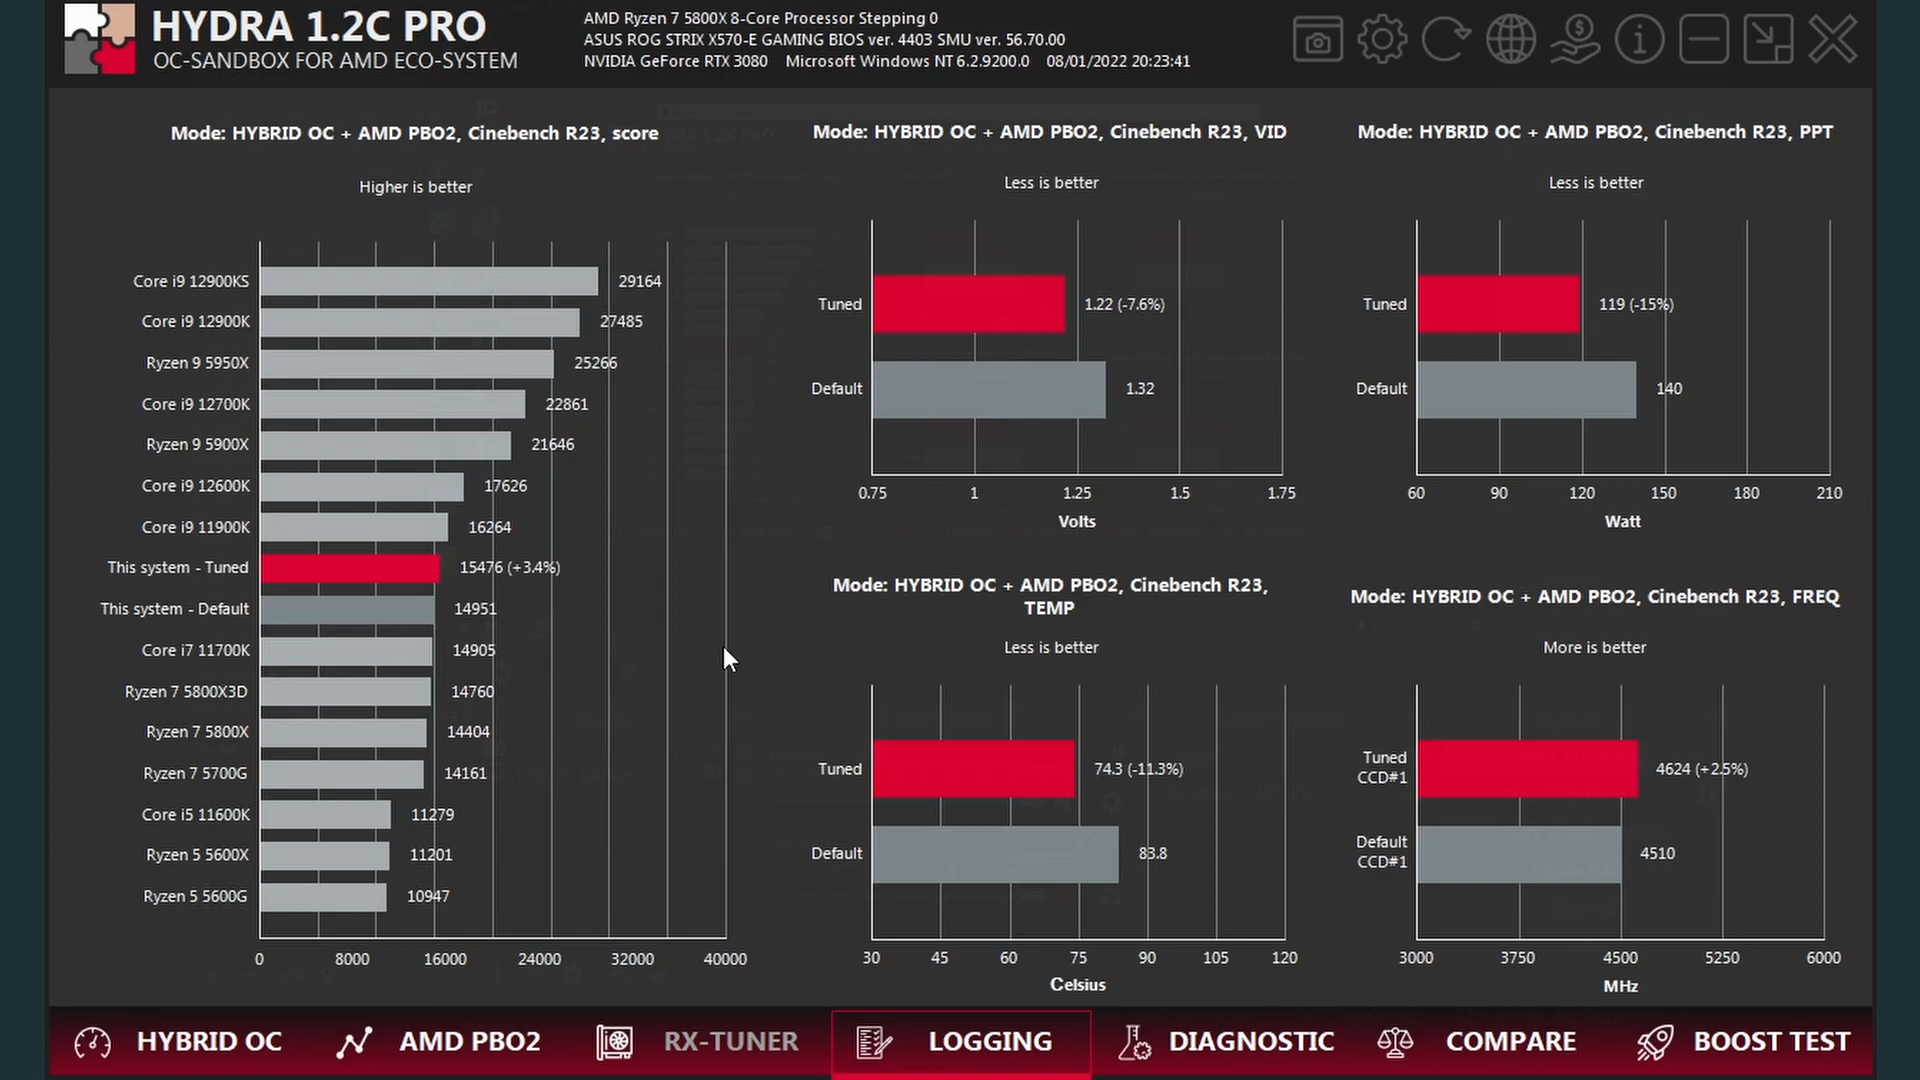 HYDRA 1.2C PRO
OC-SANDBOX FOR AMD ECO-SYSTEM
AMD Ryzen 7 5800X 8-Core Processor Stepping 0
ASUS ROG STRIX X570-E GAMING BIOS ver. 4403 SMU ver. 56.70.00
NVIDIA GeForce RTX 3080 Microsoft Windows NT 6.2.9200.0 08/01/2022 20:23:41
Mode: HYBRID OC + AMD PBO2, Cinebench R23, score
Higher is better
Core i9 12900KS 29164
Core i9 12900K 27485
Ryzen 9 5950X 25266
Core i9 12700K 22861
Ryzen 9 5900X 21646
Core i9 12600K 17626
Core i9 11900K 16264
This system - Tuned 15476 (+3.4%)
This system - Default 14951
Core i7 11700K 14905
Ryzen 7 5800X3D 14760
Ryzen 7 5800X 14404
Ryzen 7 5700G 14161
Core i5 11600K 11279
Ryzen 5 5600X 11201
Ryzen 5 5600G 10947
0 8000 16000 24000 32000 40000
Mode: HYBRID OC + AMD PBO2, Cinebench R23, VID
Less is better
Tuned 1.22 (-7.6%)
Default 1.32
0.75 1 1.25 1.5 1.75
Volts
Mode: HYBRID OC + AMD PBO2, Cinebench R23, PPT
Less is better
Tuned 119 (-15%)
Default 140
60 90 120 150 180 210
Watt
Mode: HYBRID OC + AMD PBO2, Cinebench R23,
TEMP
Less is better
Tuned 74.3 (-11.3%)
Default 83.8
30 45 60 75 90 105 120
Celsius
Mode: HYBRID OC + AMD PBO2, Cinebench R23, FREQ
More is better
Tuned
CCD#1 4624 (+2.5%)
Default
CCD#1 4510
3000 3750 4500 5250 6000
MHz
HYBRID OC AMD PBO2 RX-TUNER LOGGING DIAGNOSTIC COMPARE BOOST TEST